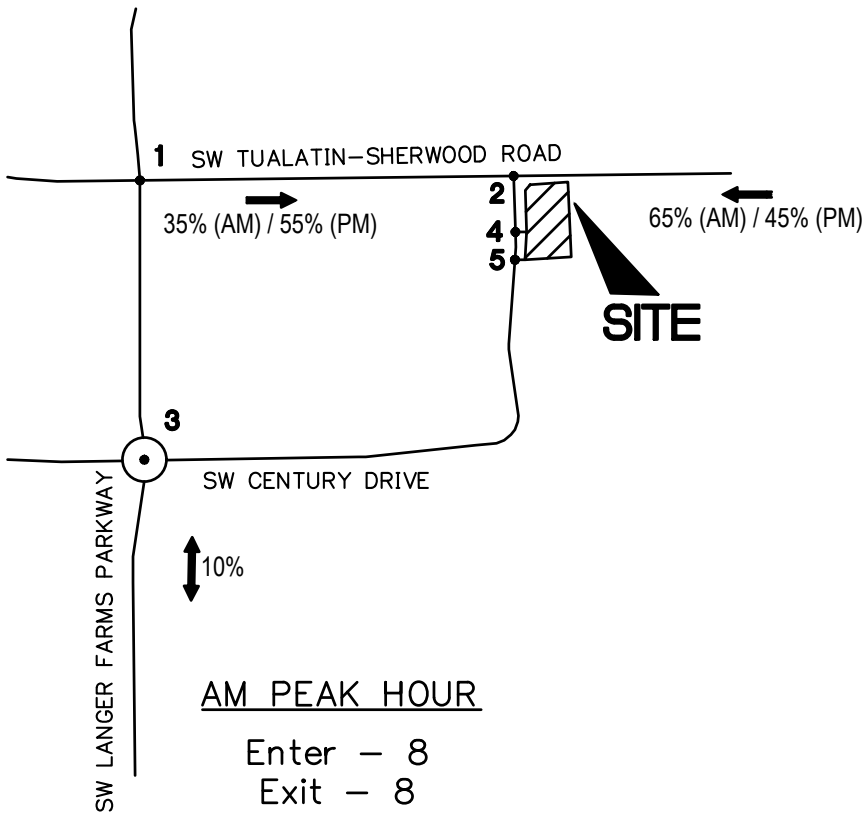 1
SW TUALATIN-SHERWOOD ROAD
2
35% (AM) / 55% (PM)
65% (AM) / 45% (PM)
4
5
SITE
3
SW CENTURY DRIVE
SW LANGER FARMS PARKWAY
10%
AM PEAK HOUR
Enter - 8
Exit - 8